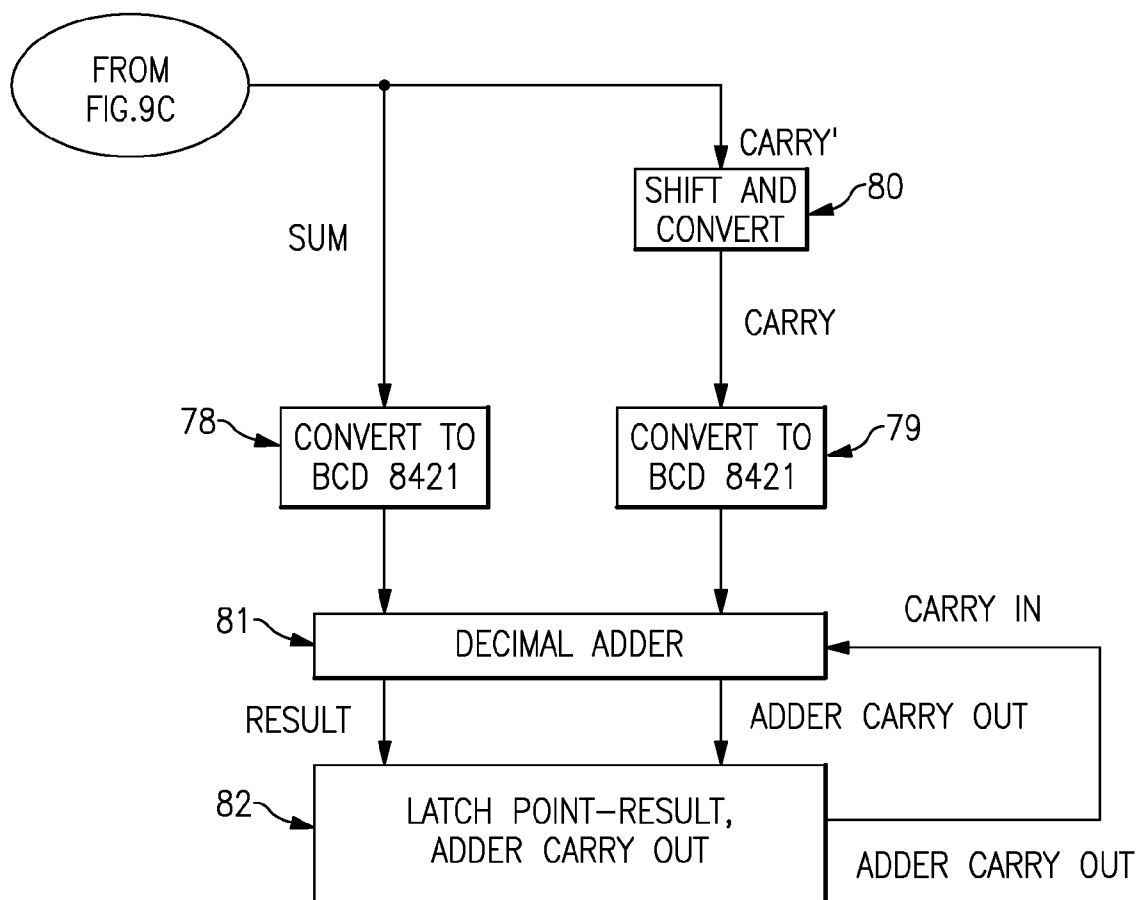 FROM
FIG.9C
CARRY'
SHIFT AND
CONVERT
80
SUM
CARRY
78
CONVERT TO
BCD 8421
CONVERT TO
BCD 8421
79
CARRY IN
81
DECIMAL ADDER
RESULT
ADDER CARRY OUT
82
LATCH POINT-RESULT,
ADDER CARRY OUT
ADDER CARRY OUT